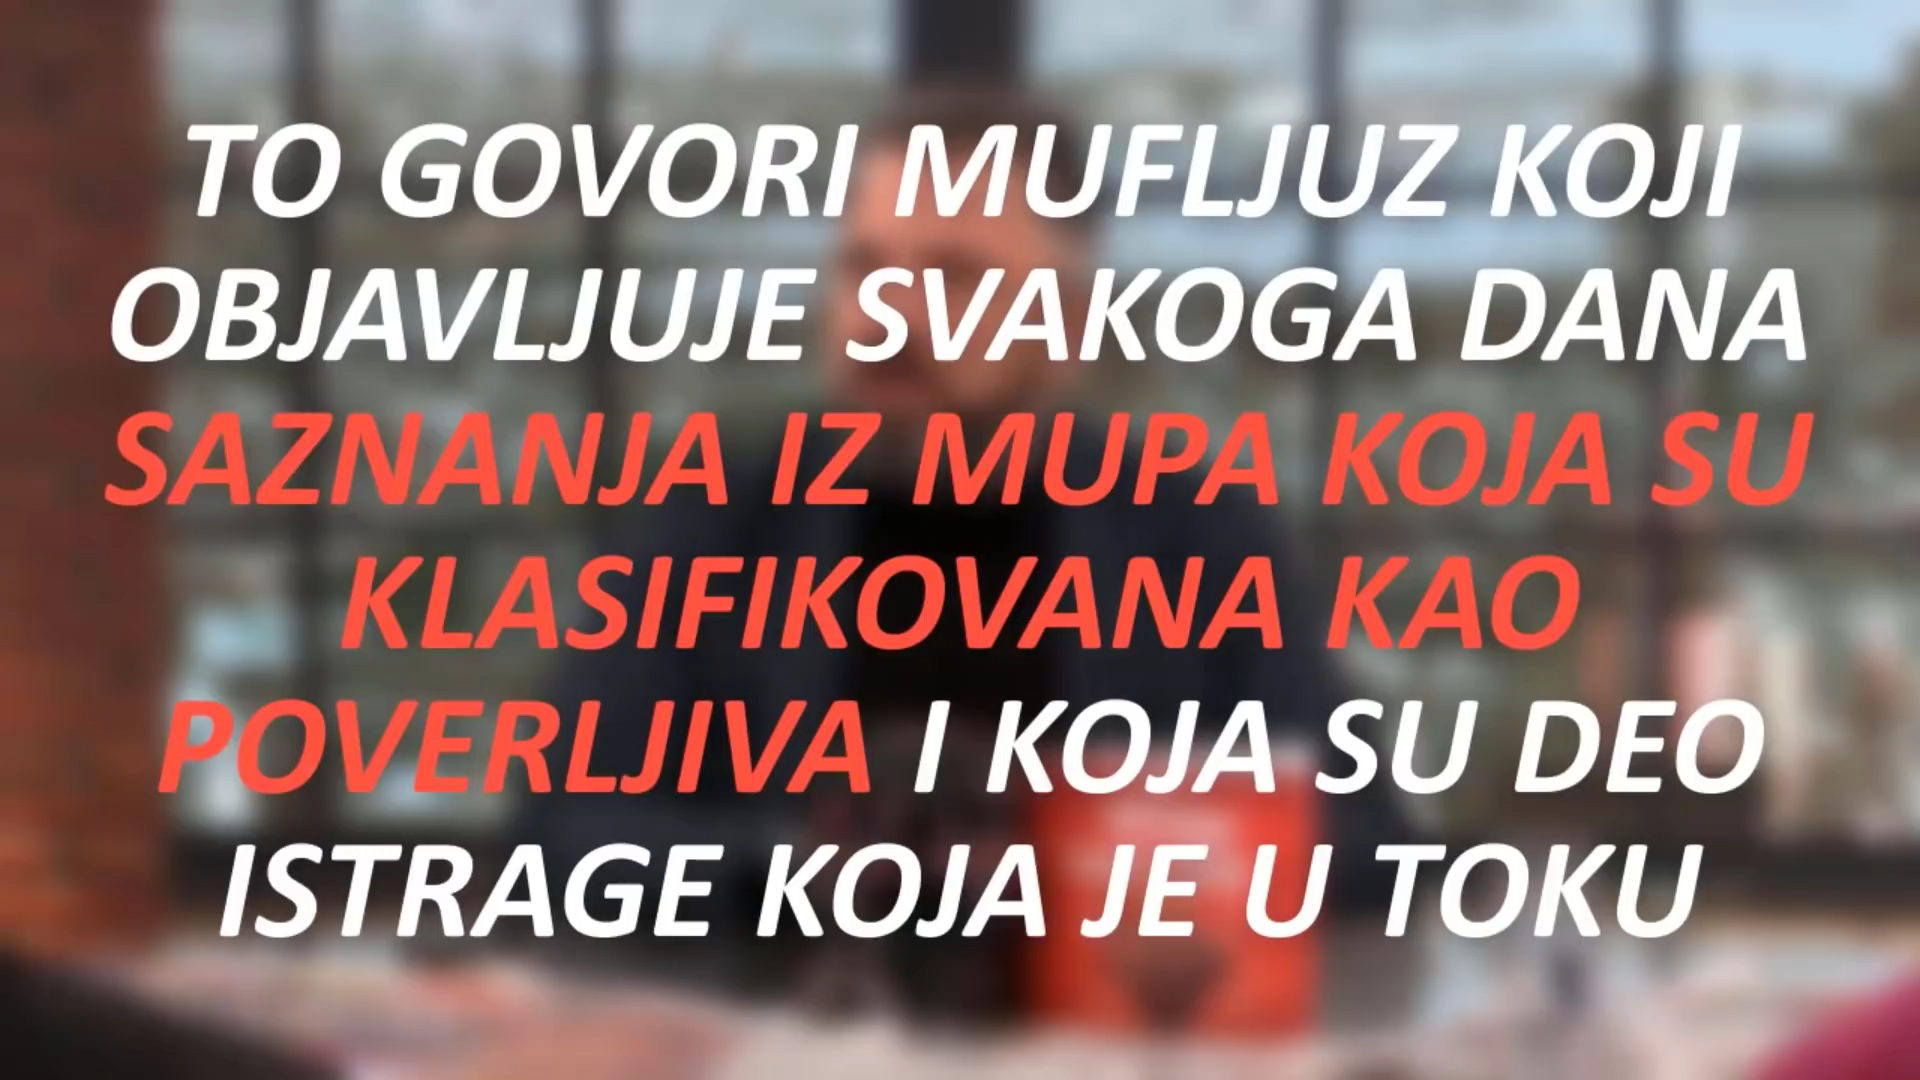 TO GOVORI MUFLJUZ KOJI
OBJAVLJUJE SVAKOGA DANA
SAZNANJA IZ MUPA KOJA SU
KLASIFIKOVANA KAO
POVERLJIVA I KOJA SU DEO
ISTRAGE KOJA JE U TOKU